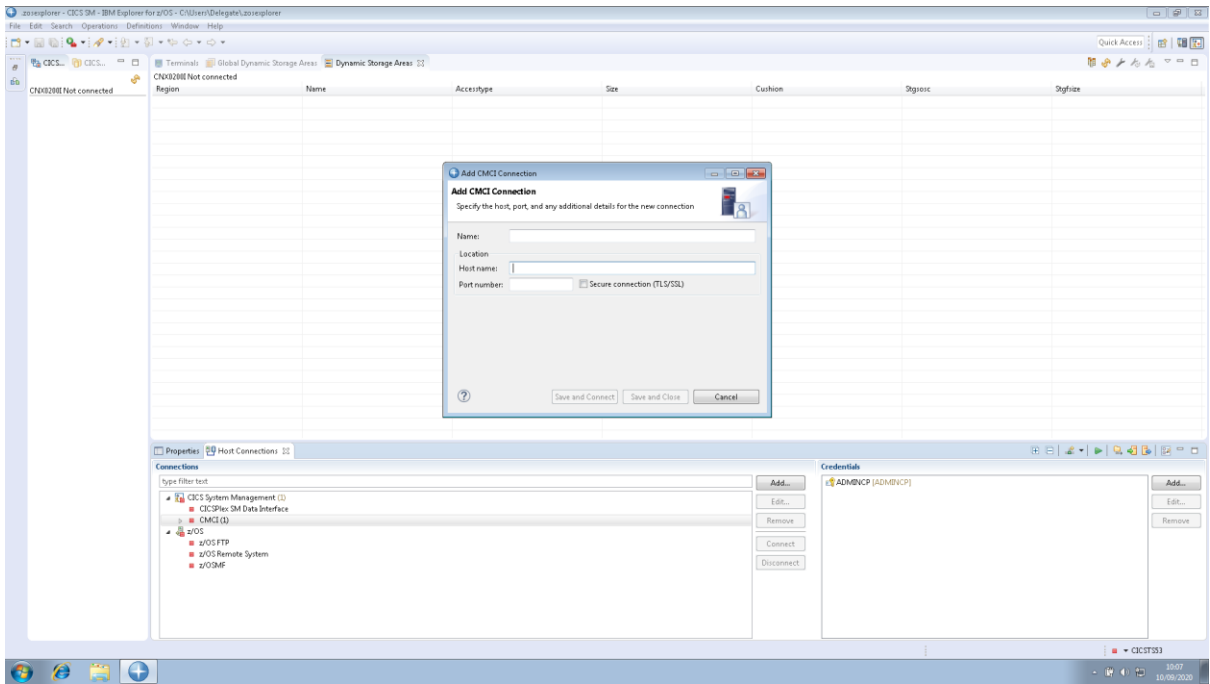 .zosexplorer - CICS SM - IBM Explorer for z/OS - C:\Users\Delegate\.zosexplorer
File Edit Search Operations Definitions Window Help
Quick Access
CICS... CICS... Terminals Global Dynamic Storage Areas Dynamic Storage Areas
CNX0200I Not connected
CNX0200I Not connected
Region Name Accesstype Size Cushion Stgsosc Stgfsize
Add CMCI Connection
Add CMCI Connection
Specify the host, port, and any additional details for the new connection
Name:
Location
Host name:
Port number: Secure connection (TLS/SSL)
Save and Connect Save and Close Cancel
Properties Host Connections
Connections
type filter text
CICS System Management (1)
CICSPlex SM Data Interface
CMCI (1)
z/OS
z/OS FTP
z/OS Remote System
z/OSMF
Add...
Edit...
Remove
Connect
Disconnect
Credentials
ADMINCP [ADMINCP]
Add...
Edit...
Remove
CICSTS53
10:07
10/09/2020